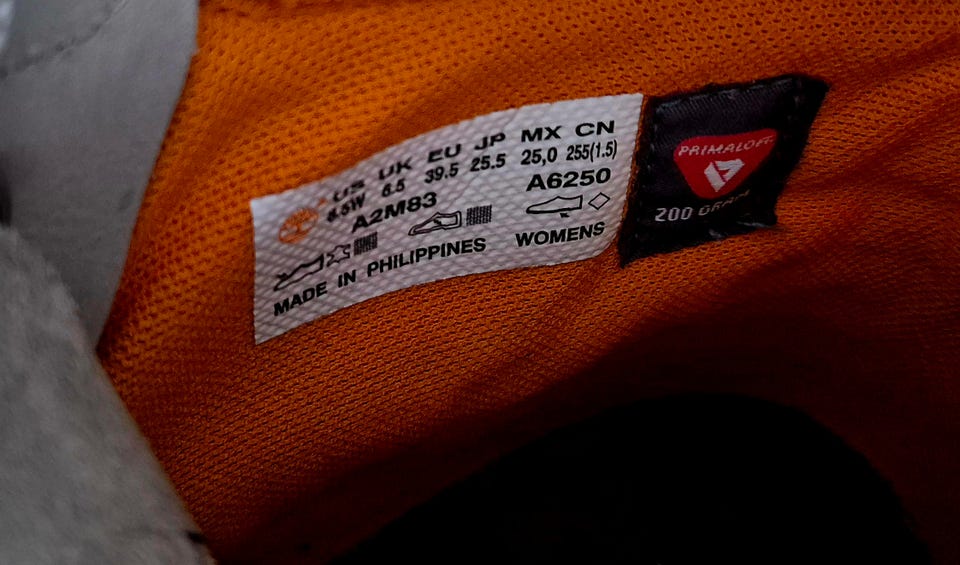 US UK EU JP MX CN
8.5W 6.5 39.5 25.5 25,0 255(1.5)
A2M83 A6250
MADE IN PHILIPPINES WOMENS
PRIMALOFT
200 GRAM